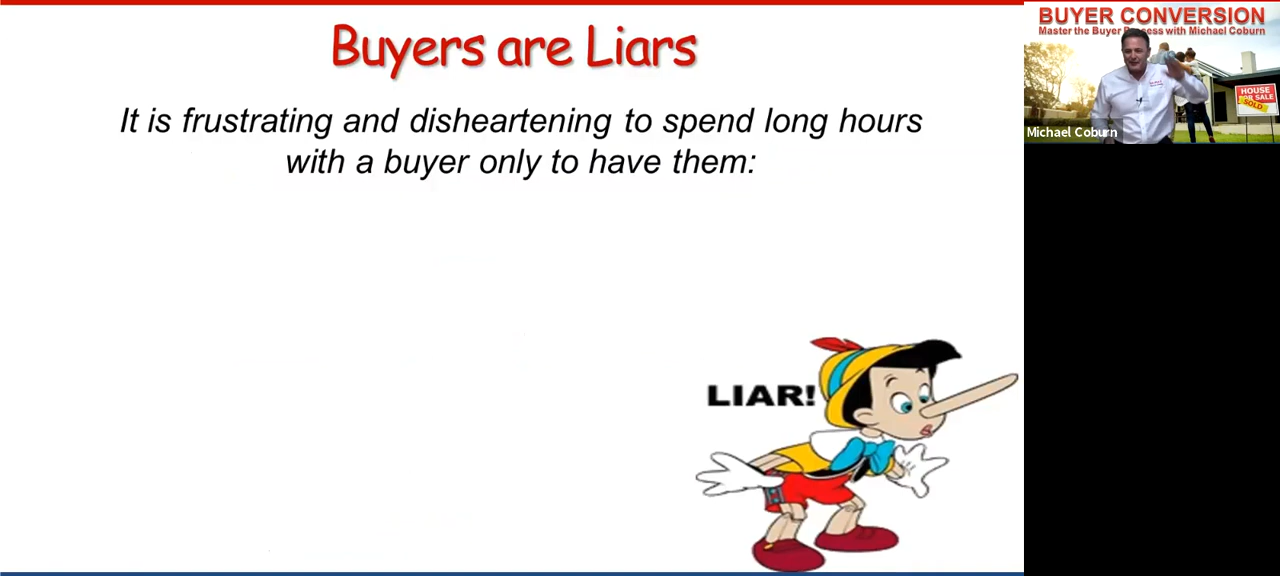 Buyers are Liars
It is frustrating and disheartening to spend long hours
with a buyer only to have them:
LIAR!
BUYER CONVERSION
Master the Buyer Process with Michael Coburn
HOUSE
FOR SALE
SOLD
Michael Coburn